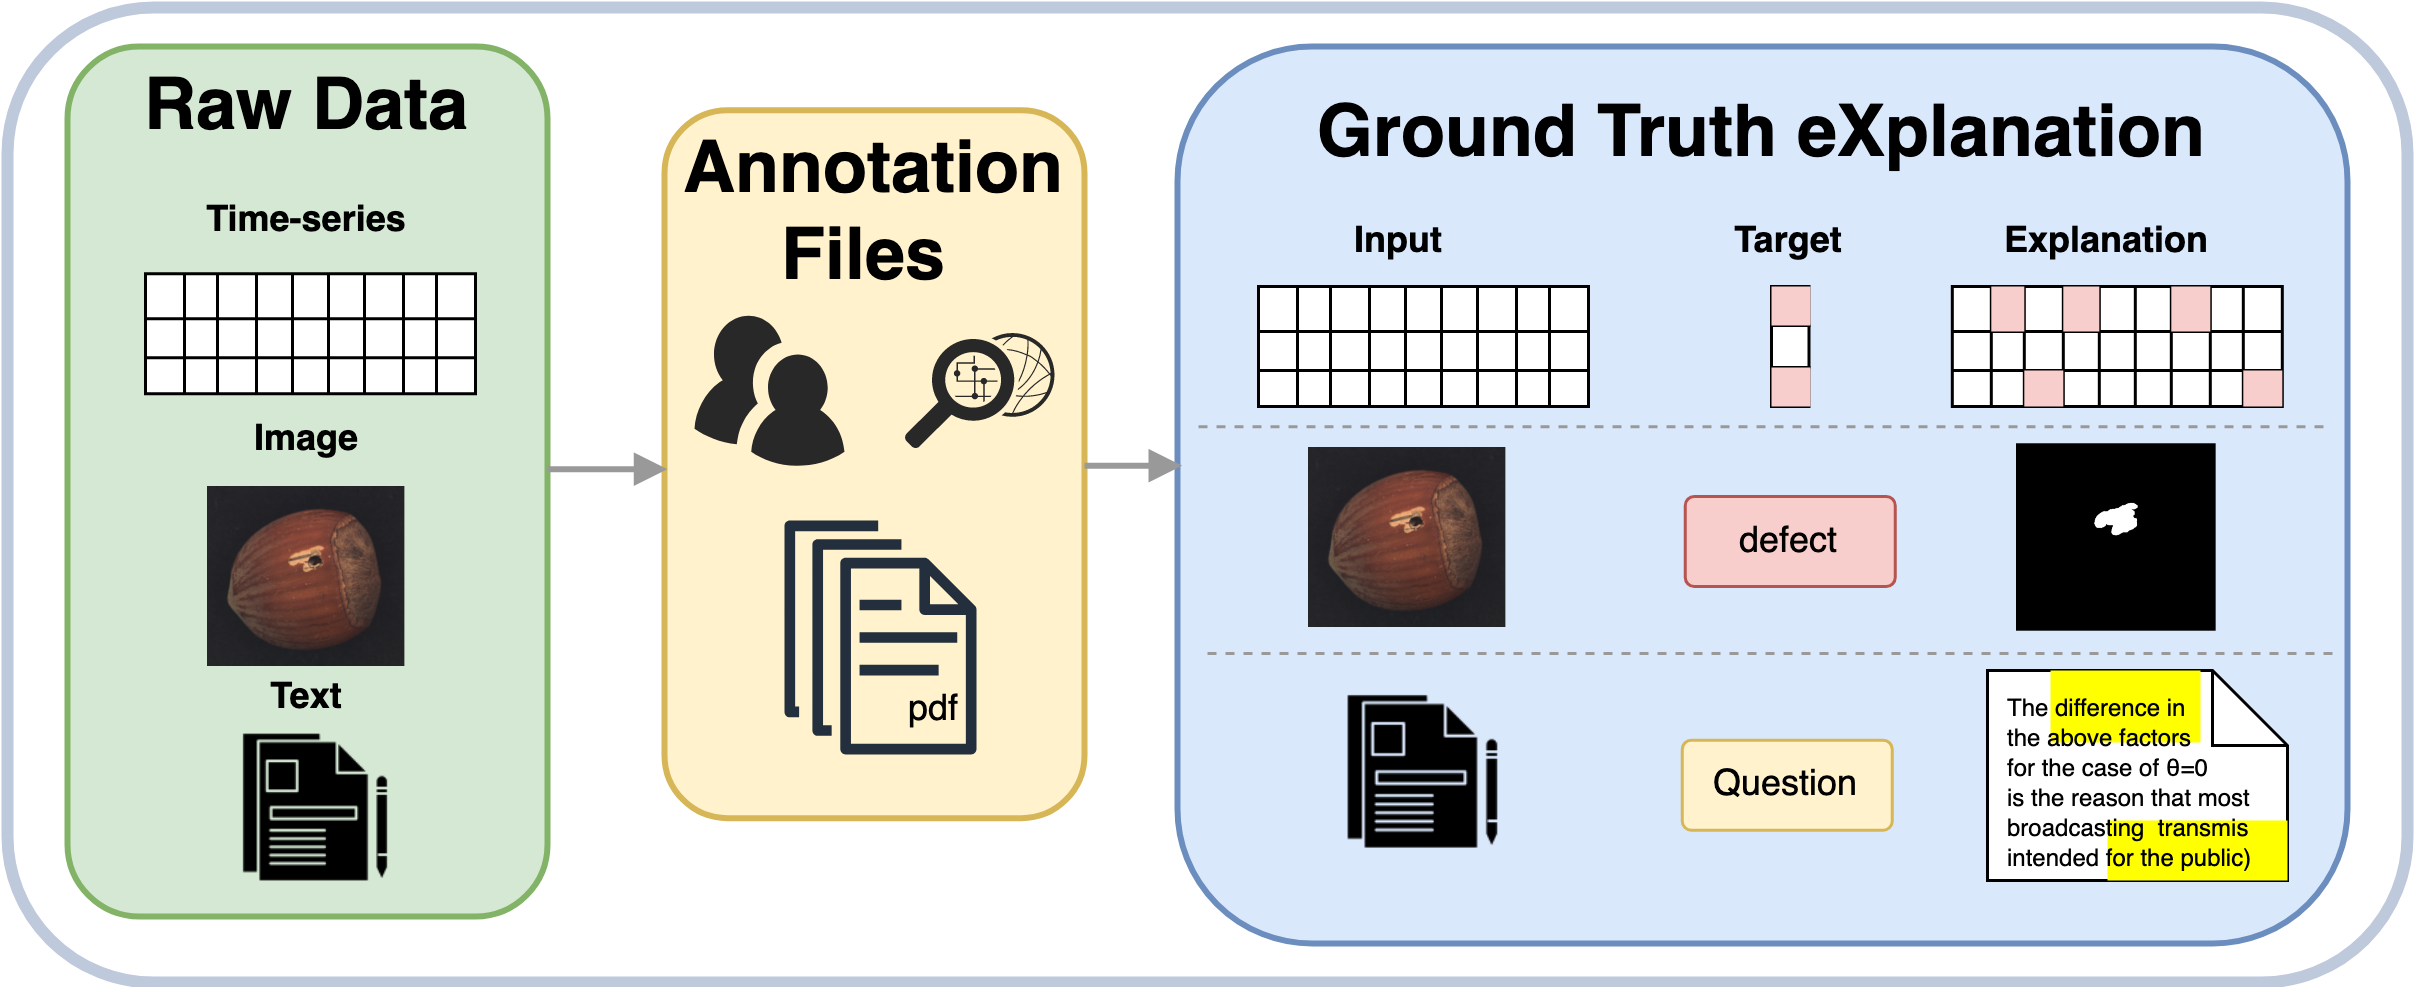 Raw Data
Time-series
Image
Text
Annotation
Files
pdf
Ground Truth eXplanation
Input
Target
Explanation
defect
Question
The difference in
the above factors
for the case of θ=0
is the reason that most
broadcasting transmis
intended for the public)